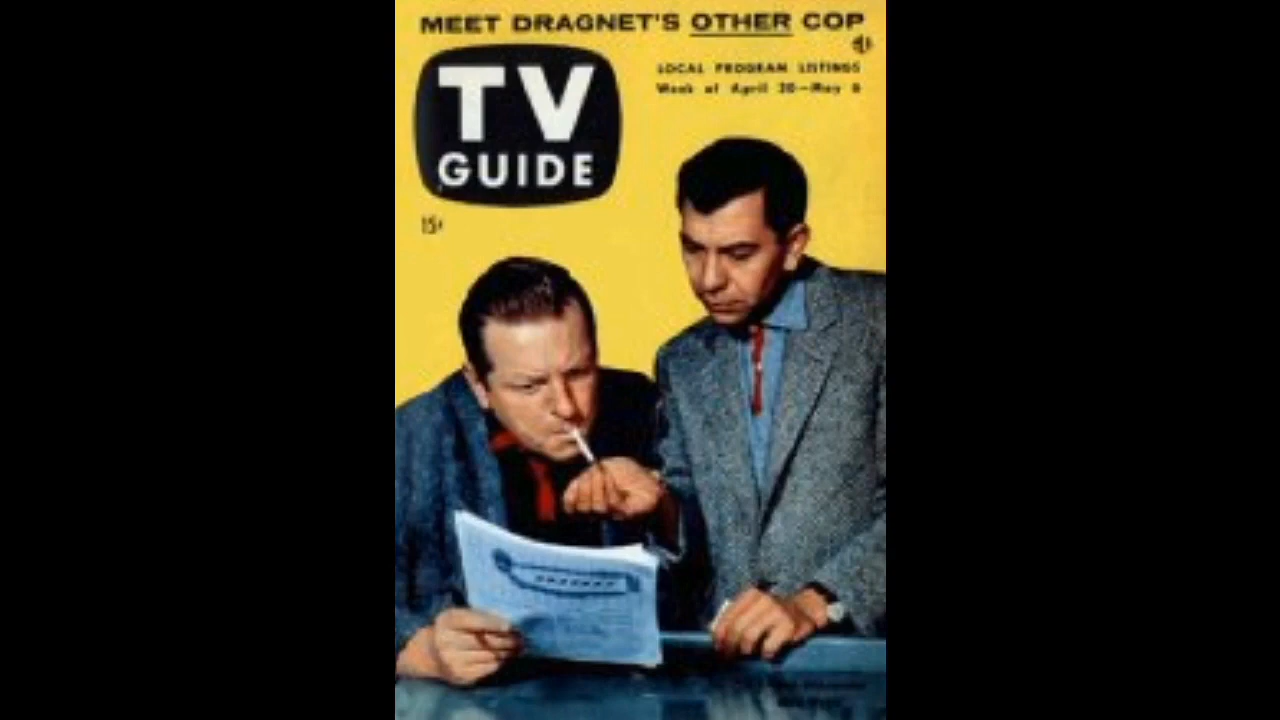 MEET DRAGNET'S OTHER COP
TV
GUIDE
LOCAL PROGRAM LISTINGS
Week of April 30—May 6
15¢